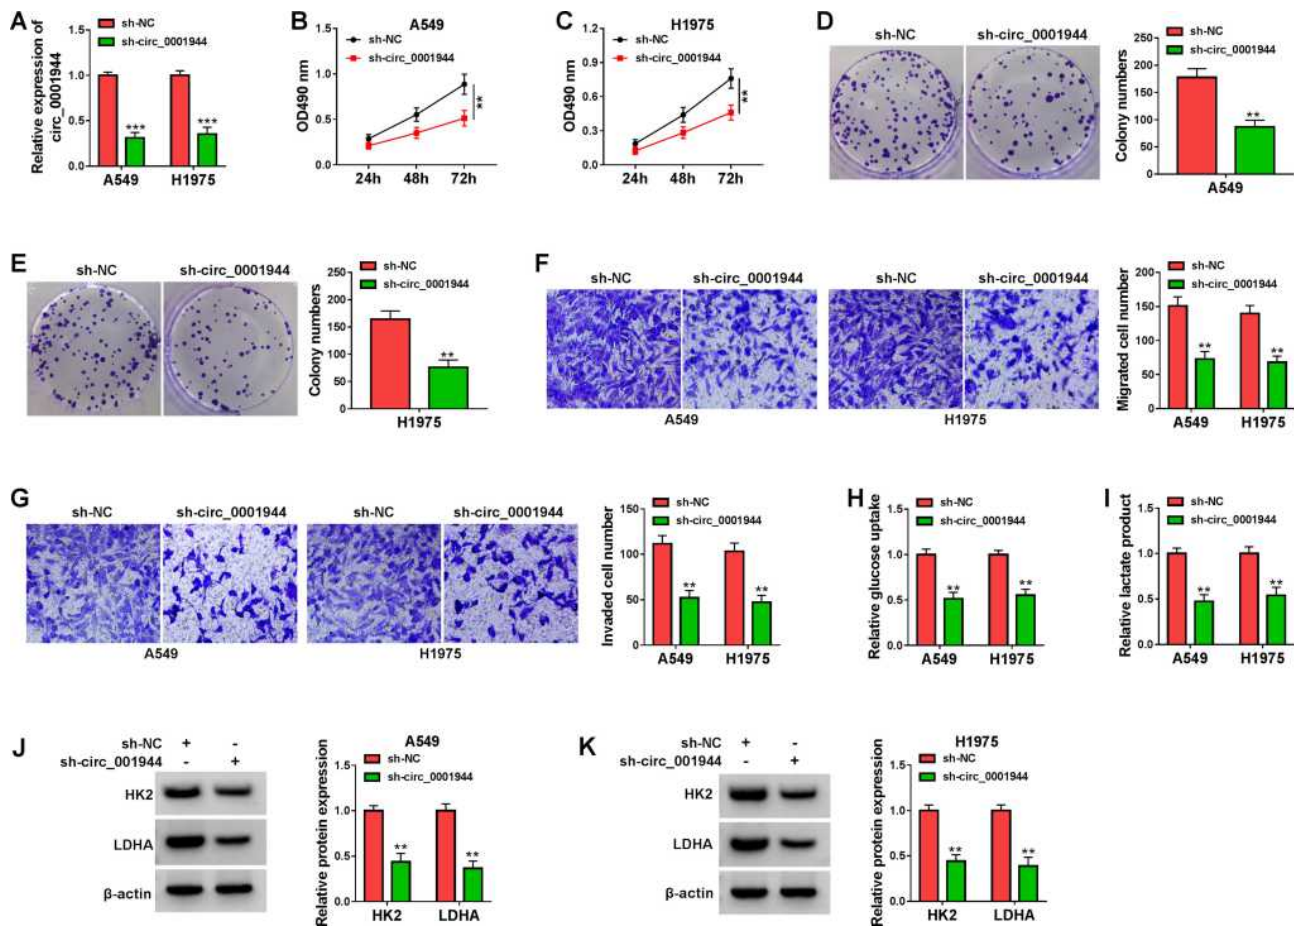 A
sh-NC
sh-circ_0001944
Relative expression of
circ_0001944
1.5
1.0
0.5
0.0
***
***
A549
H1975
B
A549
sh-NC
sh-circ_0001944
OD490 nm
1.5
1.0
0.5
0.0
**
24h
48h
72h
C
H1975
sh-NC
sh-circ_0001944
OD490 nm
1.2
0.9
0.6
0.3
0.0
**
24h
48h
72h
D
sh-NC
sh-circ_0001944
sh-NC
sh-circ_0001944
Colony numbers
250
200
150
100
50
0
**
A549
E
sh-NC
sh-circ_0001944
sh-NC
sh-circ_0001944
Colony numbers
200
150
100
50
0
**
H1975
F
sh-NC
sh-circ_0001944
sh-NC
sh-circ_0001944
A549
H1975
sh-NC
sh-circ_0001944
Migrated cell number
200
150
100
50
0
**
**
A549
H1975
G
sh-NC
sh-circ_0001944
sh-NC
sh-circ_0001944
A549
H1975
sh-NC
sh-circ_0001944
Invaded cell number
150
100
50
0
**
**
A549
H1975
H
sh-NC
sh-circ_0001944
Relative glucose uptake
1.5
1.0
0.5
0.0
**
**
A549
H1975
I
sh-NC
sh-circ_0001944
Relative lactate product
1.5
1.0
0.5
0.0
**
**
A549
H1975
J
sh-NC + -
sh-circ_001944 - +
HK2
LDHA
β-actin
A549
sh-NC
sh-circ_0001944
Relative protein expression
1.5
1.0
0.5
0.0
**
**
HK2
LDHA
K
sh-NC + -
sh-circ_001944 - +
HK2
LDHA
β-actin
H1975
sh-NC
sh-circ_0001944
Relative protein expression
1.5
1.0
0.5
0.0
**
**
HK2
LDHA